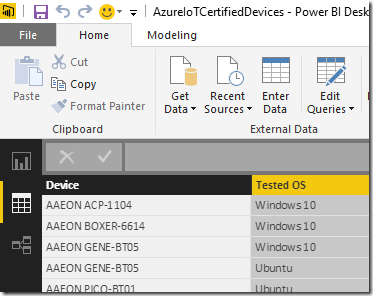 AzureIoTCertifiedDevices - Power BI Desk
File Home Modeling
Paste
Cut
Copy
Format Painter
Clipboard
Get Data
Recent Sources
Enter Data
Edit Queries
External Data
Device Tested OS
AAEON ACP-1104 Windows 10
AAEON BOXER-6614 Windows 10
AAEON GENE-BT05 Windows 10
AAEON GENE-BT05 Ubuntu
AAEON PICO-BT01 Ubuntu